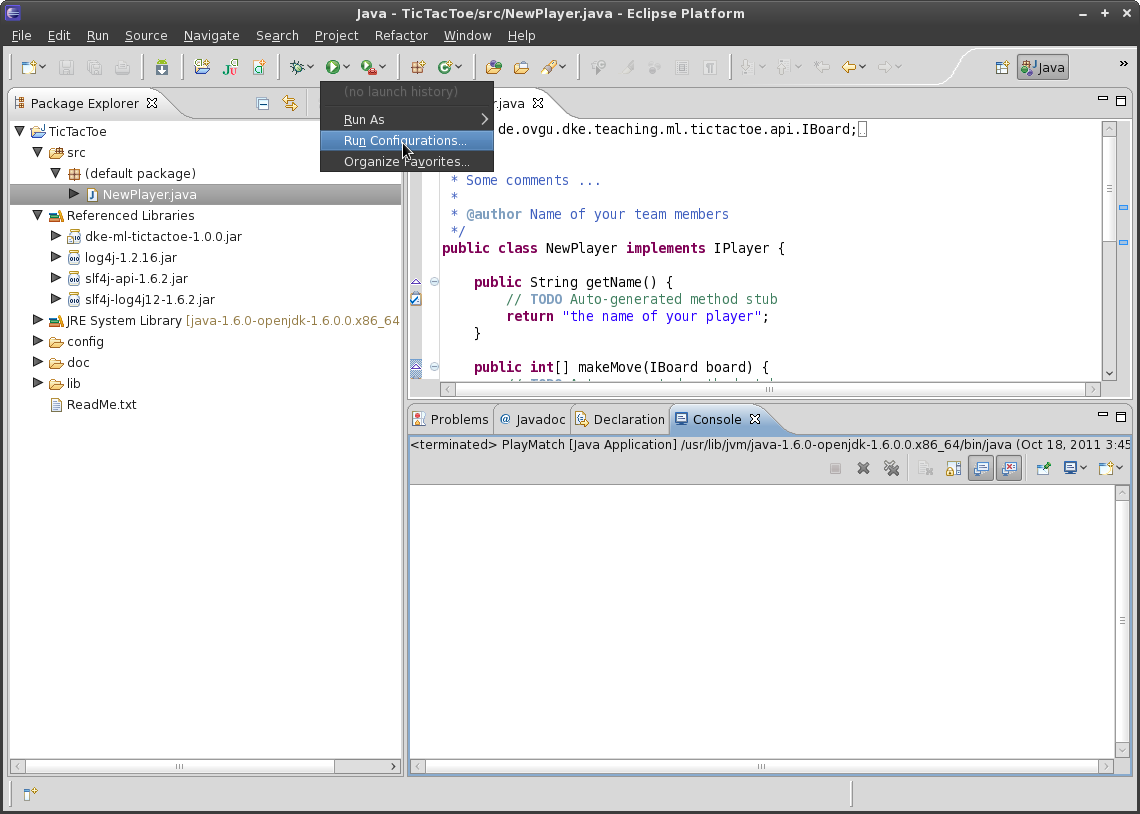 Java - TicTacToe/src/NewPlayer.java - Eclipse Platform
File Edit Run Source Navigate Search Project Refactor Window Help
Java
»
Package Explorer
(no launch history)
Run As
Run Configurations...
Organize Favorites...
TicTacToe
src
(default package)
NewPlayer.java
Referenced Libraries
dke-ml-tictactoe-1.0.0.jar
log4j-1.2.16.jar
slf4j-api-1.6.2.jar
slf4j-log4j12-1.6.2.jar
JRE System Library [java-1.6.0-openjdk-1.6.0.0.x86_64
config
doc
lib
ReadMe.txt
r.java
de.ovgu.dke.teaching.ml.tictactoe.api.IBoard;
* Some comments ...
*
* @author Name of your team members
*/
public class NewPlayer implements IPlayer {
public String getName() {
// TODO Auto-generated method stub
return "the name of your player";
}
public int[] makeMove(IBoard board) {
Problems @ Javadoc Declaration Console
<terminated> PlayMatch [Java Application] /usr/lib/jvm/java-1.6.0-openjdk-1.6.0.0.x86_64/bin/java (Oct 18, 2011 3:45